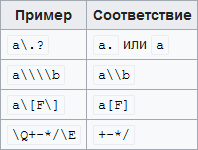 Пример Соответствие
a\.? a. или a
a\\\\b a\\b
a\[F\] a[F]
\Q+-*/\E +-*/